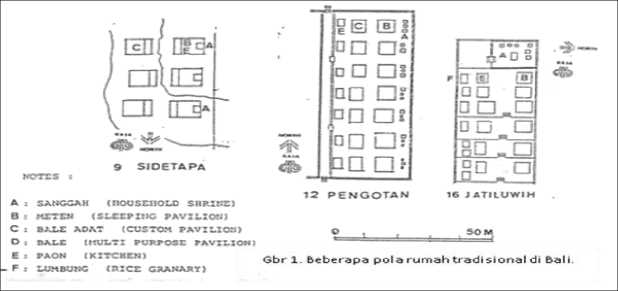 C
B
E
A
A
KAJA
NORTH
9 SIDETAPA
NOTES :
A : SANGGAH (HOUSEHOLD SHRINE)
B : METEN (SLEEPING PAVILION)
C : BALE ADAT (CUSTOM PAVILION)
D : BALE (MULTI PURPOSE PAVILION)
E : PAON (KITCHEN)
F : LUMBUNG (RICE GRANARY)
E
C
B
A
NORTH
KAJA
12 PENGOTAN
A
F
E
B
NORTH
KAJA
16 JATILUWIH
0
50 M
Gbr 1. Beberapa pola rumah tradisional di Bali.